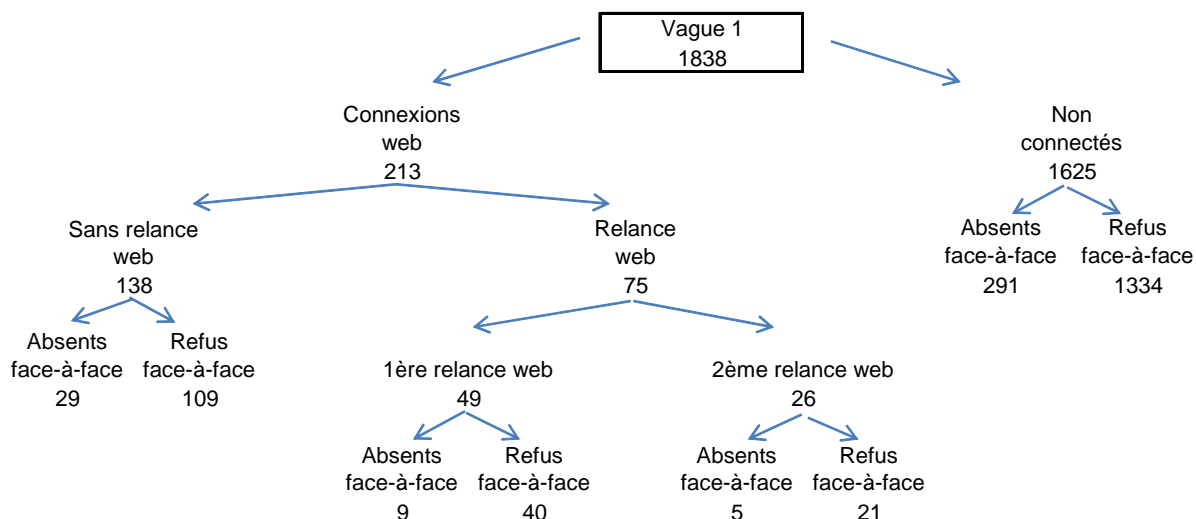 Vague 1
1838
Connexions
web
213
Non
connectés
1625
Sans relance
web
138
Relance
web
75
Absents
face-à-face
291
Refus
face-à-face
1334
Absents
face-à-face
29
Refus
face-à-face
109
1ère relance web
49
2ème relance web
26
Absents
face-à-face
9
Refus
face-à-face
40
Absents
face-à-face
5
Refus
face-à-face
21